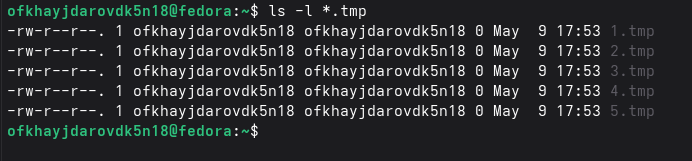 ofkhayjdarovdk5n18@fedora:~$ ls -l *.tmp
-rw-r--r--. 1 ofkhayjdarovdk5n18 ofkhayjdarovdk5n18 0 May  9 17:53 1.tmp
-rw-r--r--. 1 ofkhayjdarovdk5n18 ofkhayjdarovdk5n18 0 May  9 17:53 2.tmp
-rw-r--r--. 1 ofkhayjdarovdk5n18 ofkhayjdarovdk5n18 0 May  9 17:53 3.tmp
-rw-r--r--. 1 ofkhayjdarovdk5n18 ofkhayjdarovdk5n18 0 May  9 17:53 4.tmp
-rw-r--r--. 1 ofkhayjdarovdk5n18 ofkhayjdarovdk5n18 0 May  9 17:53 5.tmp
ofkhayjdarovdk5n18@fedora:~$